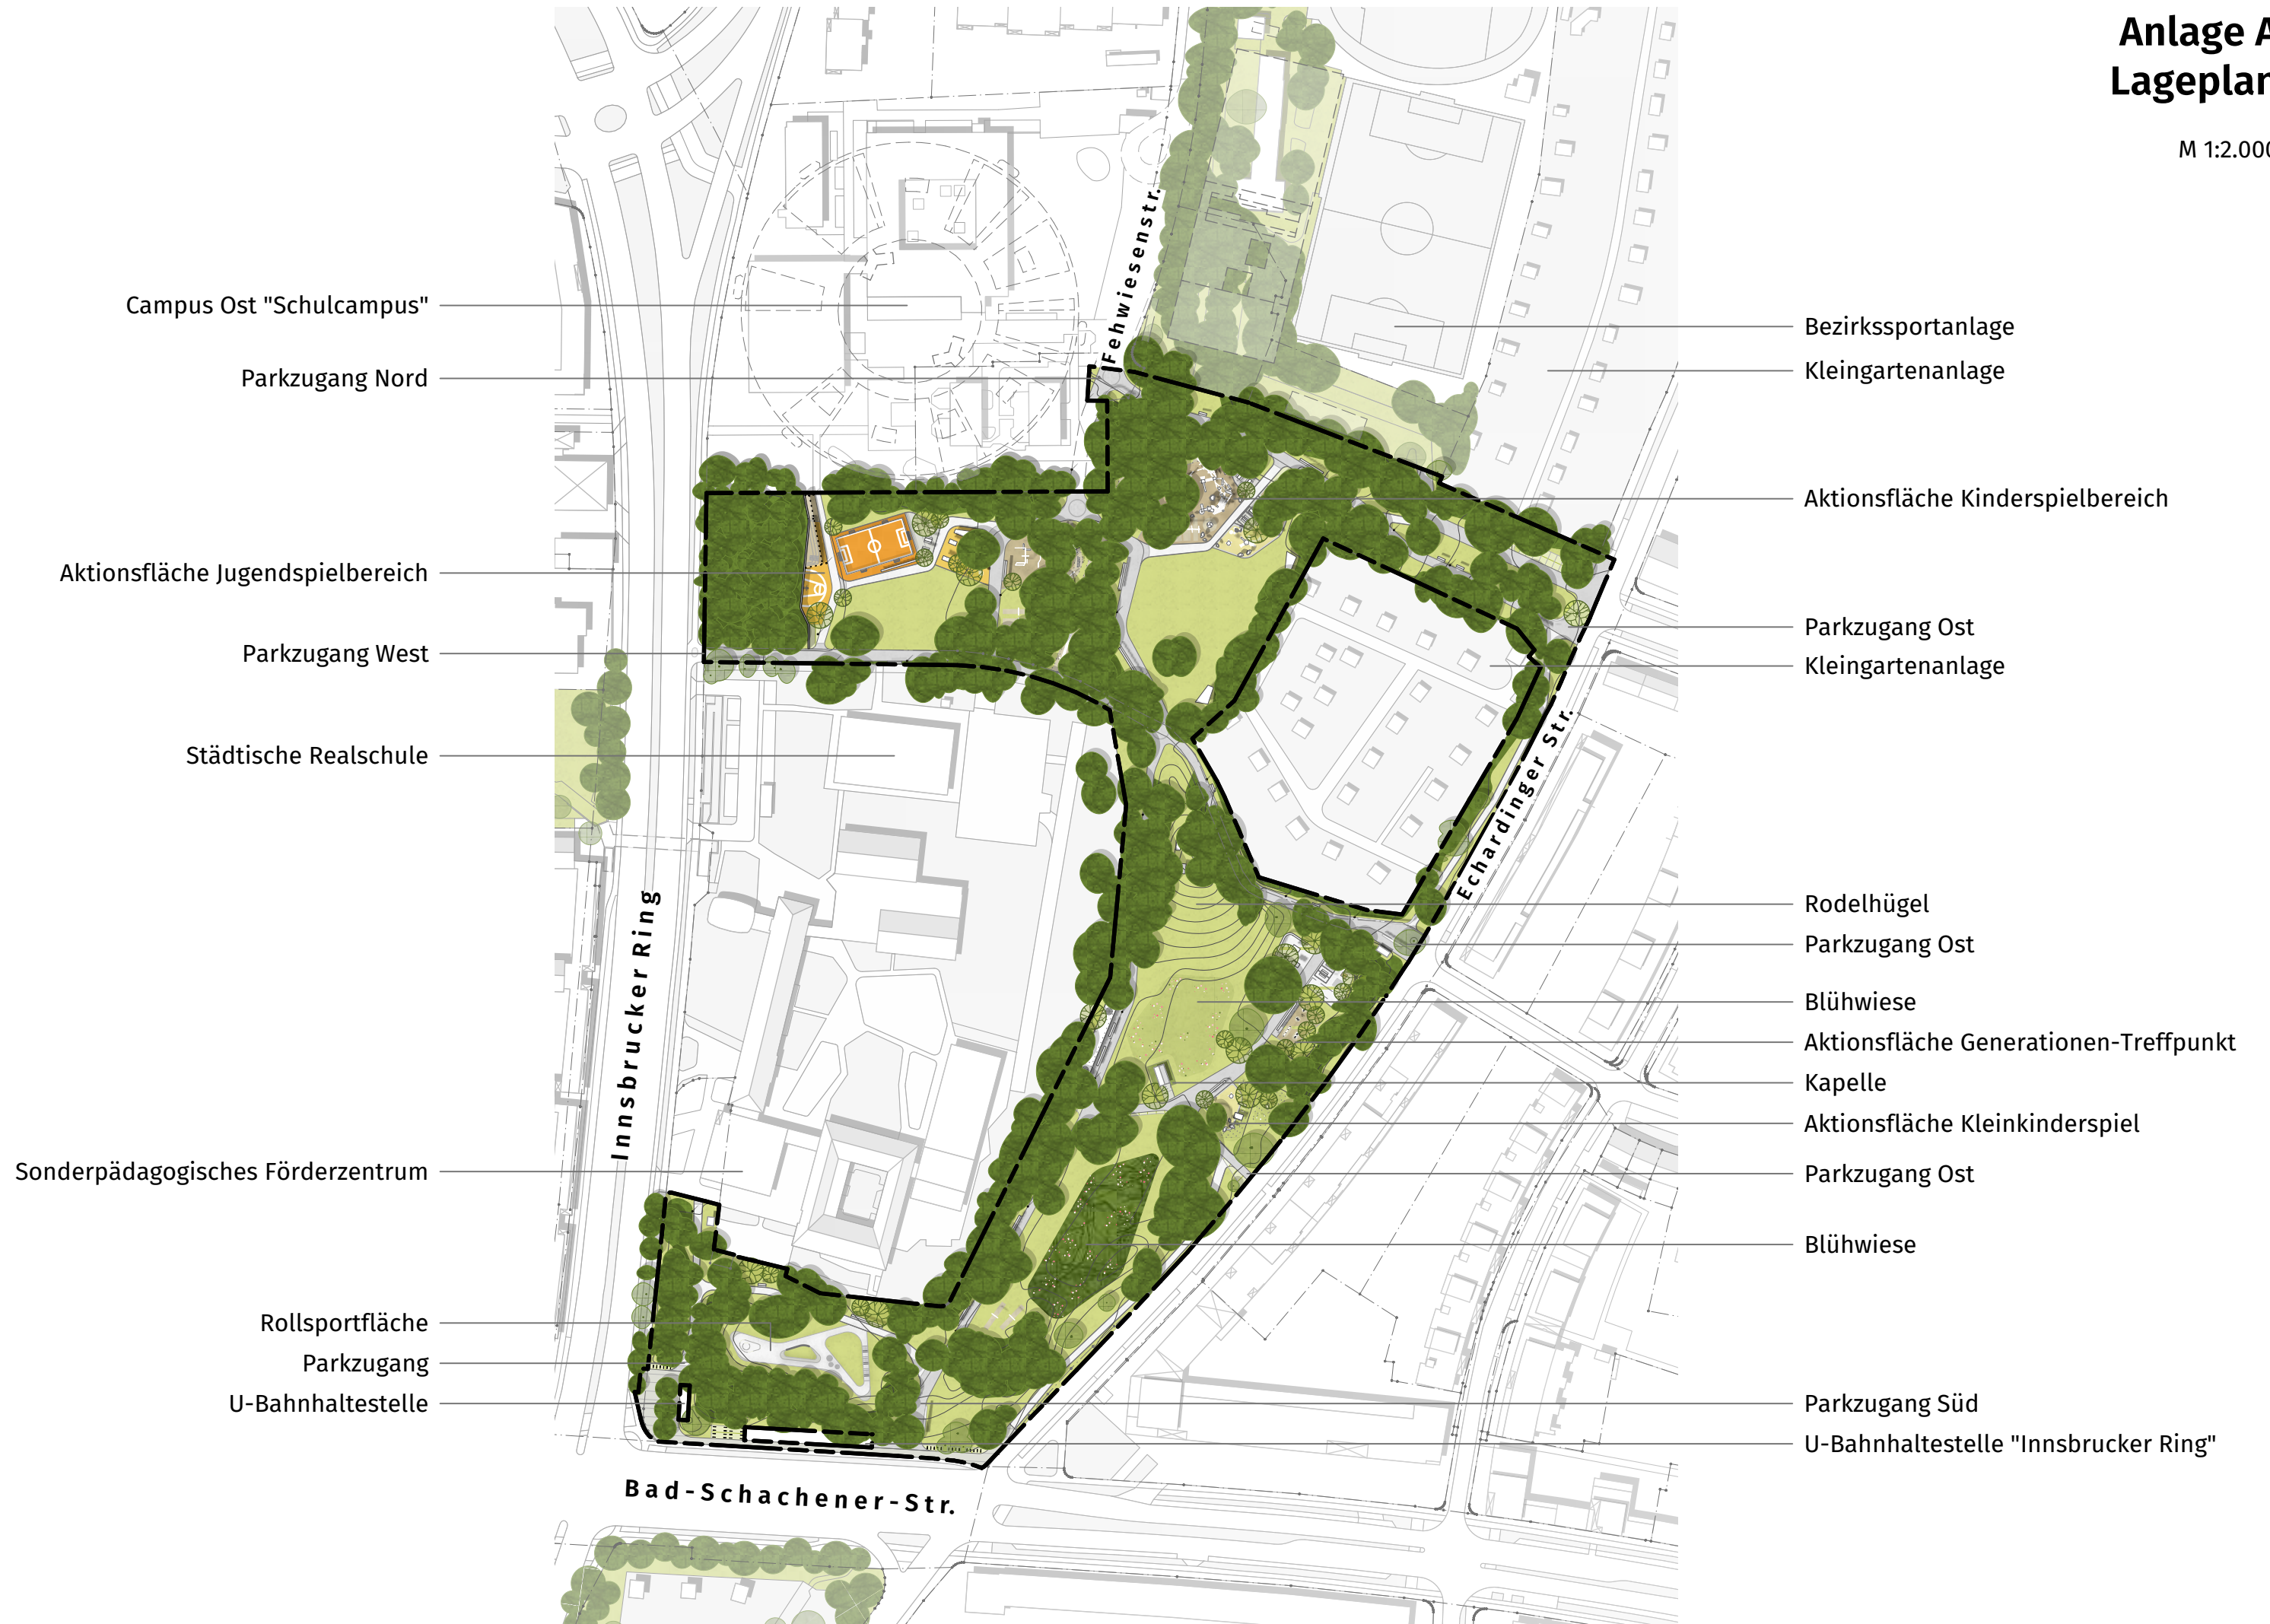 Anlage A
Lageplan
M 1:2.000
Campus Ost "Schulcampus"
Parkzugang Nord
Aktionsfläche Jugendspielbereich
Parkzugang West
Städtische Realschule
Sonderpädagogisches Förderzentrum
Rollsportfläche
Parkzugang
U-Bahnhaltestelle
Fehwiesenstr.
Innsbrucker Ring
Echardinger Str.
Bad-Schachener-Str.
Bezirkssportanlage
Kleingartenanlage
Aktionsfläche Kinderspielbereich
Parkzugang Ost
Kleingartenanlage
Rodelhügel
Parkzugang Ost
Blühwiese
Aktionsfläche Generationen-Treffpunkt
Kapelle
Aktionsfläche Kleinkinderspiel
Parkzugang Ost
Blühwiese
Parkzugang Süd
U-Bahnhaltestelle "Innsbrucker Ring"